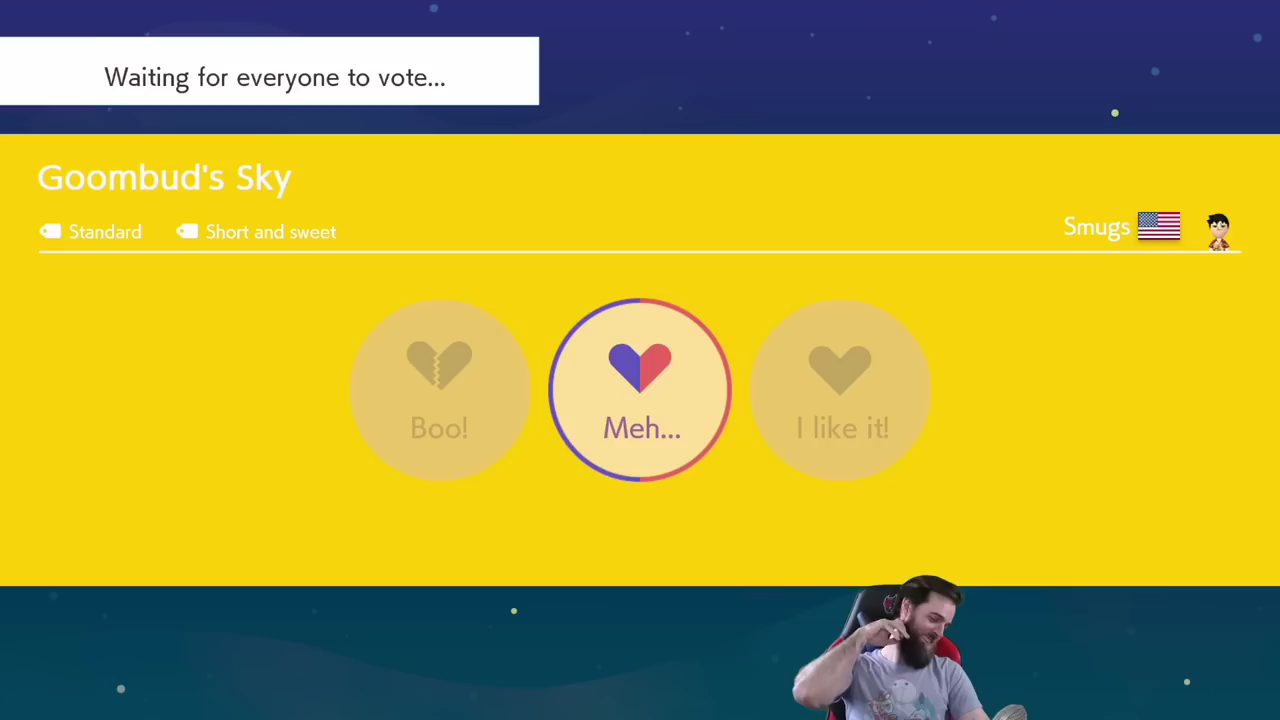 Waiting for everyone to vote...
Goombud's Sky
Standard Short and sweet
Smugs
Boo! Meh... I like it!